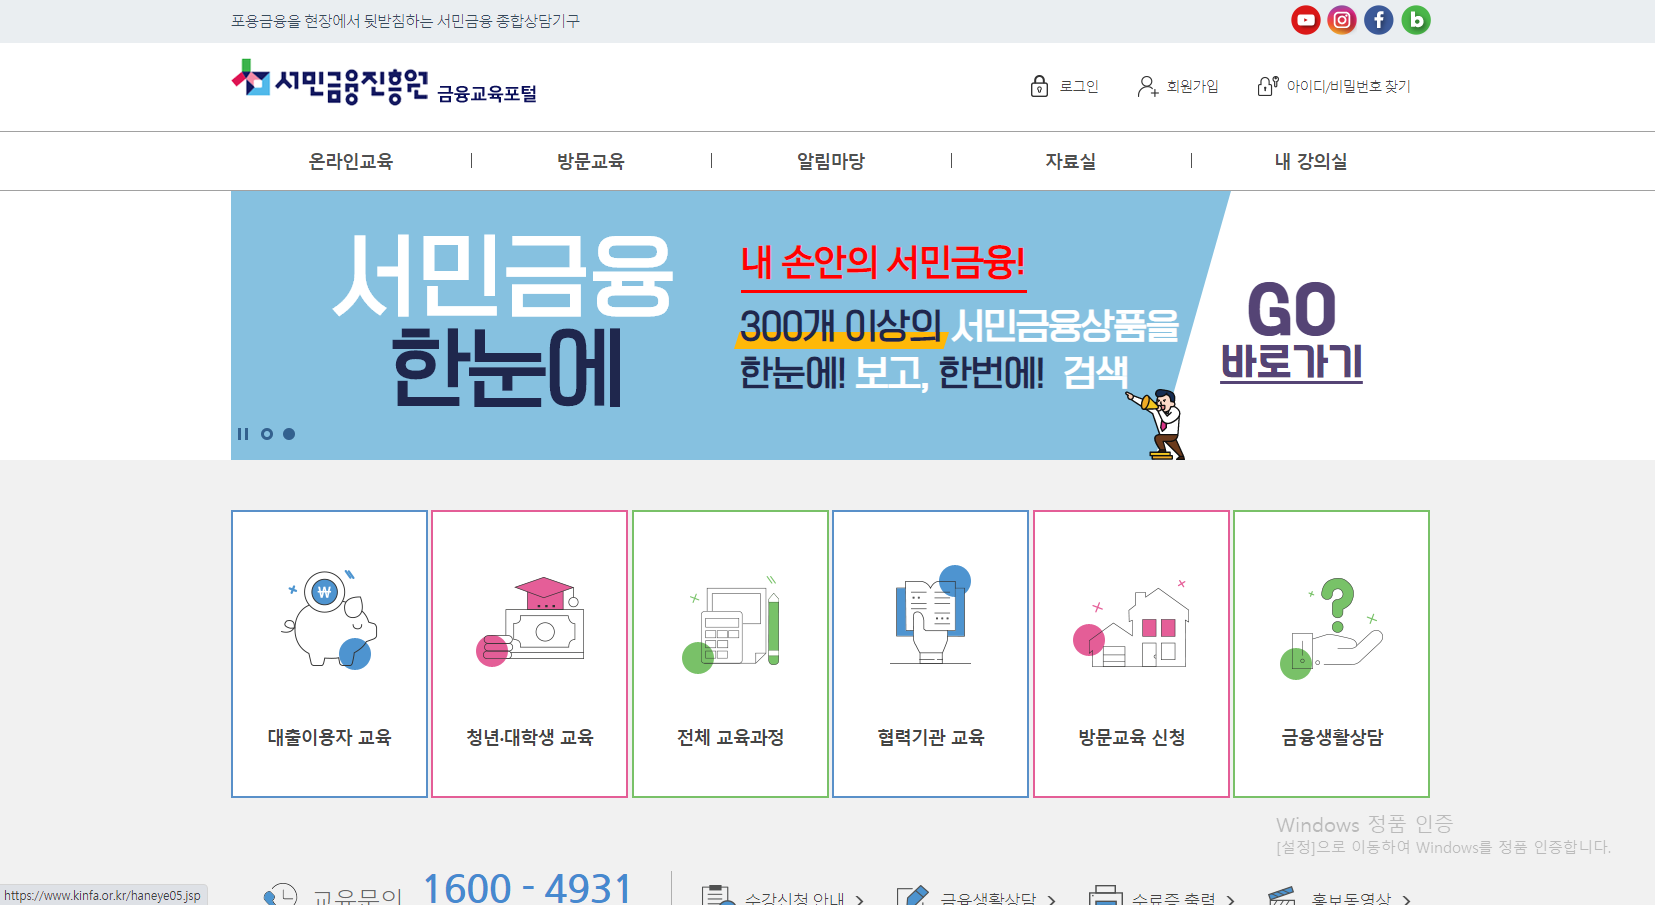 포용금융을 현장에서 뒷받침하는 서민금융 종합상담기구
서민금융진흥원 금융교육포털
로그인
회원가입
아이디/비밀번호 찾기
온라인교육
방문교육
알림마당
자료실
내 강의실
서민금융
한눈에
내 손안의 서민금융!
300개 이상의 서민금융상품을
한눈에! 보고, 한번에! 검색
GO
바로가기
₩
대출이용자 교육
청년·대학생 교육
전체 교육과정
협력기관 교육
방문교육 신청
금융생활상담
Windows 정품 인증
[설정]으로 이동하여 Windows를 정품 인증합니다.
교육문의
1600 - 4931
수강신청 안내
금융생활상담
수료증 출력
홍보동영상
https://www.kinfa.or.kr/haneye05.jsp